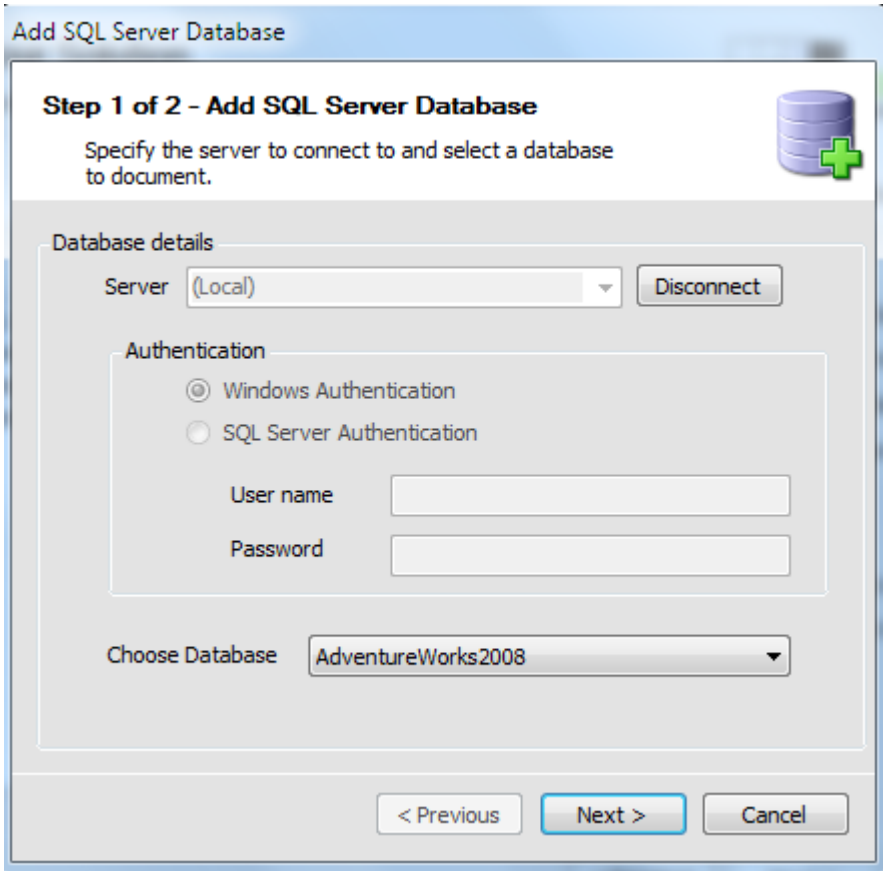 Add SQL Server Database
Step 1 of 2 - Add SQL Server Database
Specify the server to connect to and select a database
to document.
Database details
Server (Local) Disconnect
Authentication
Windows Authentication
SQL Server Authentication
User name
Password
Choose Database AdventureWorks2008
< Previous Next > Cancel